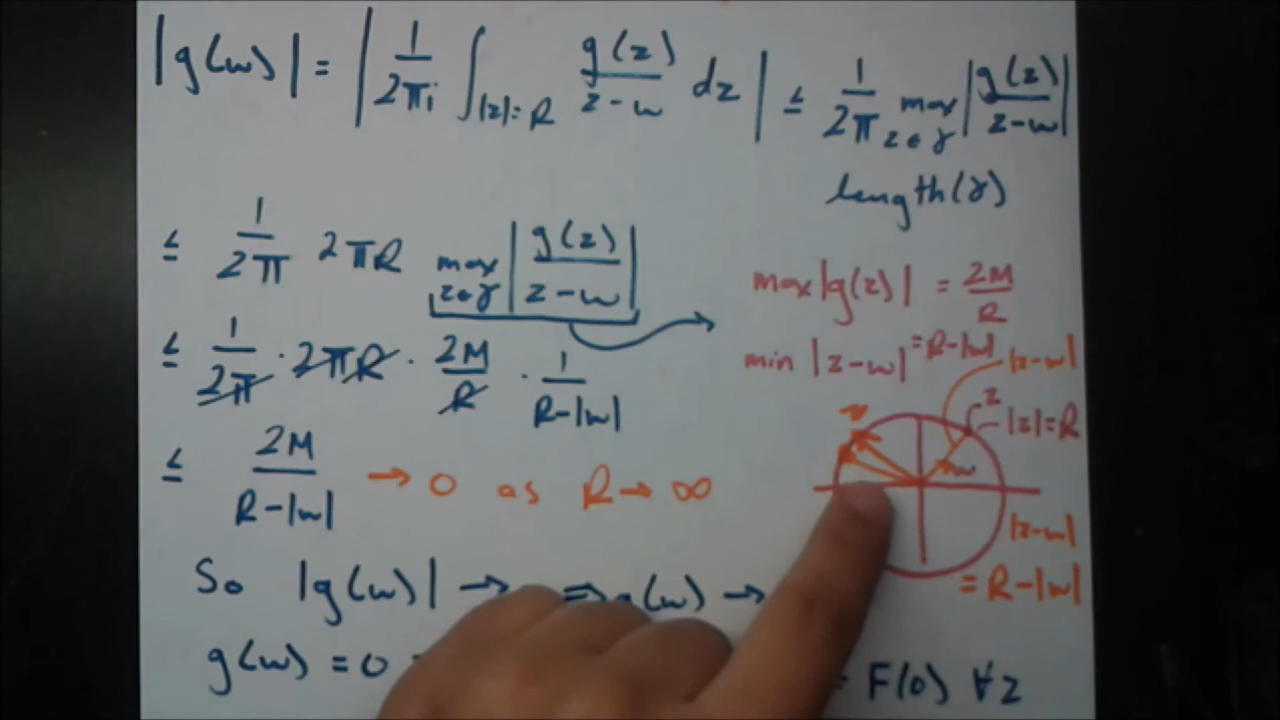 |g(w)| = | 1/2πi ∫_{|z|=R} g(z)/z-w dz | ≤ 1/2π max_{z∈γ} | g(z)/z-w |
length(γ)
≤ 1/2π 2πR max_{z∈γ} | g(z)/z-w |
max|g(z)| = 2M/R
min |z-w| = R-|w|
|z-w|
≤ 1/2π · 2πR · 2M/R · 1/R-|w|
z
|z|=R
w
≤ 2M/R-|w| → 0 as R → ∞
|z-w|
= R-|w|
So |g(w)| → ⇒ g(w) →
g(w) = 0 = F(0) ∀z